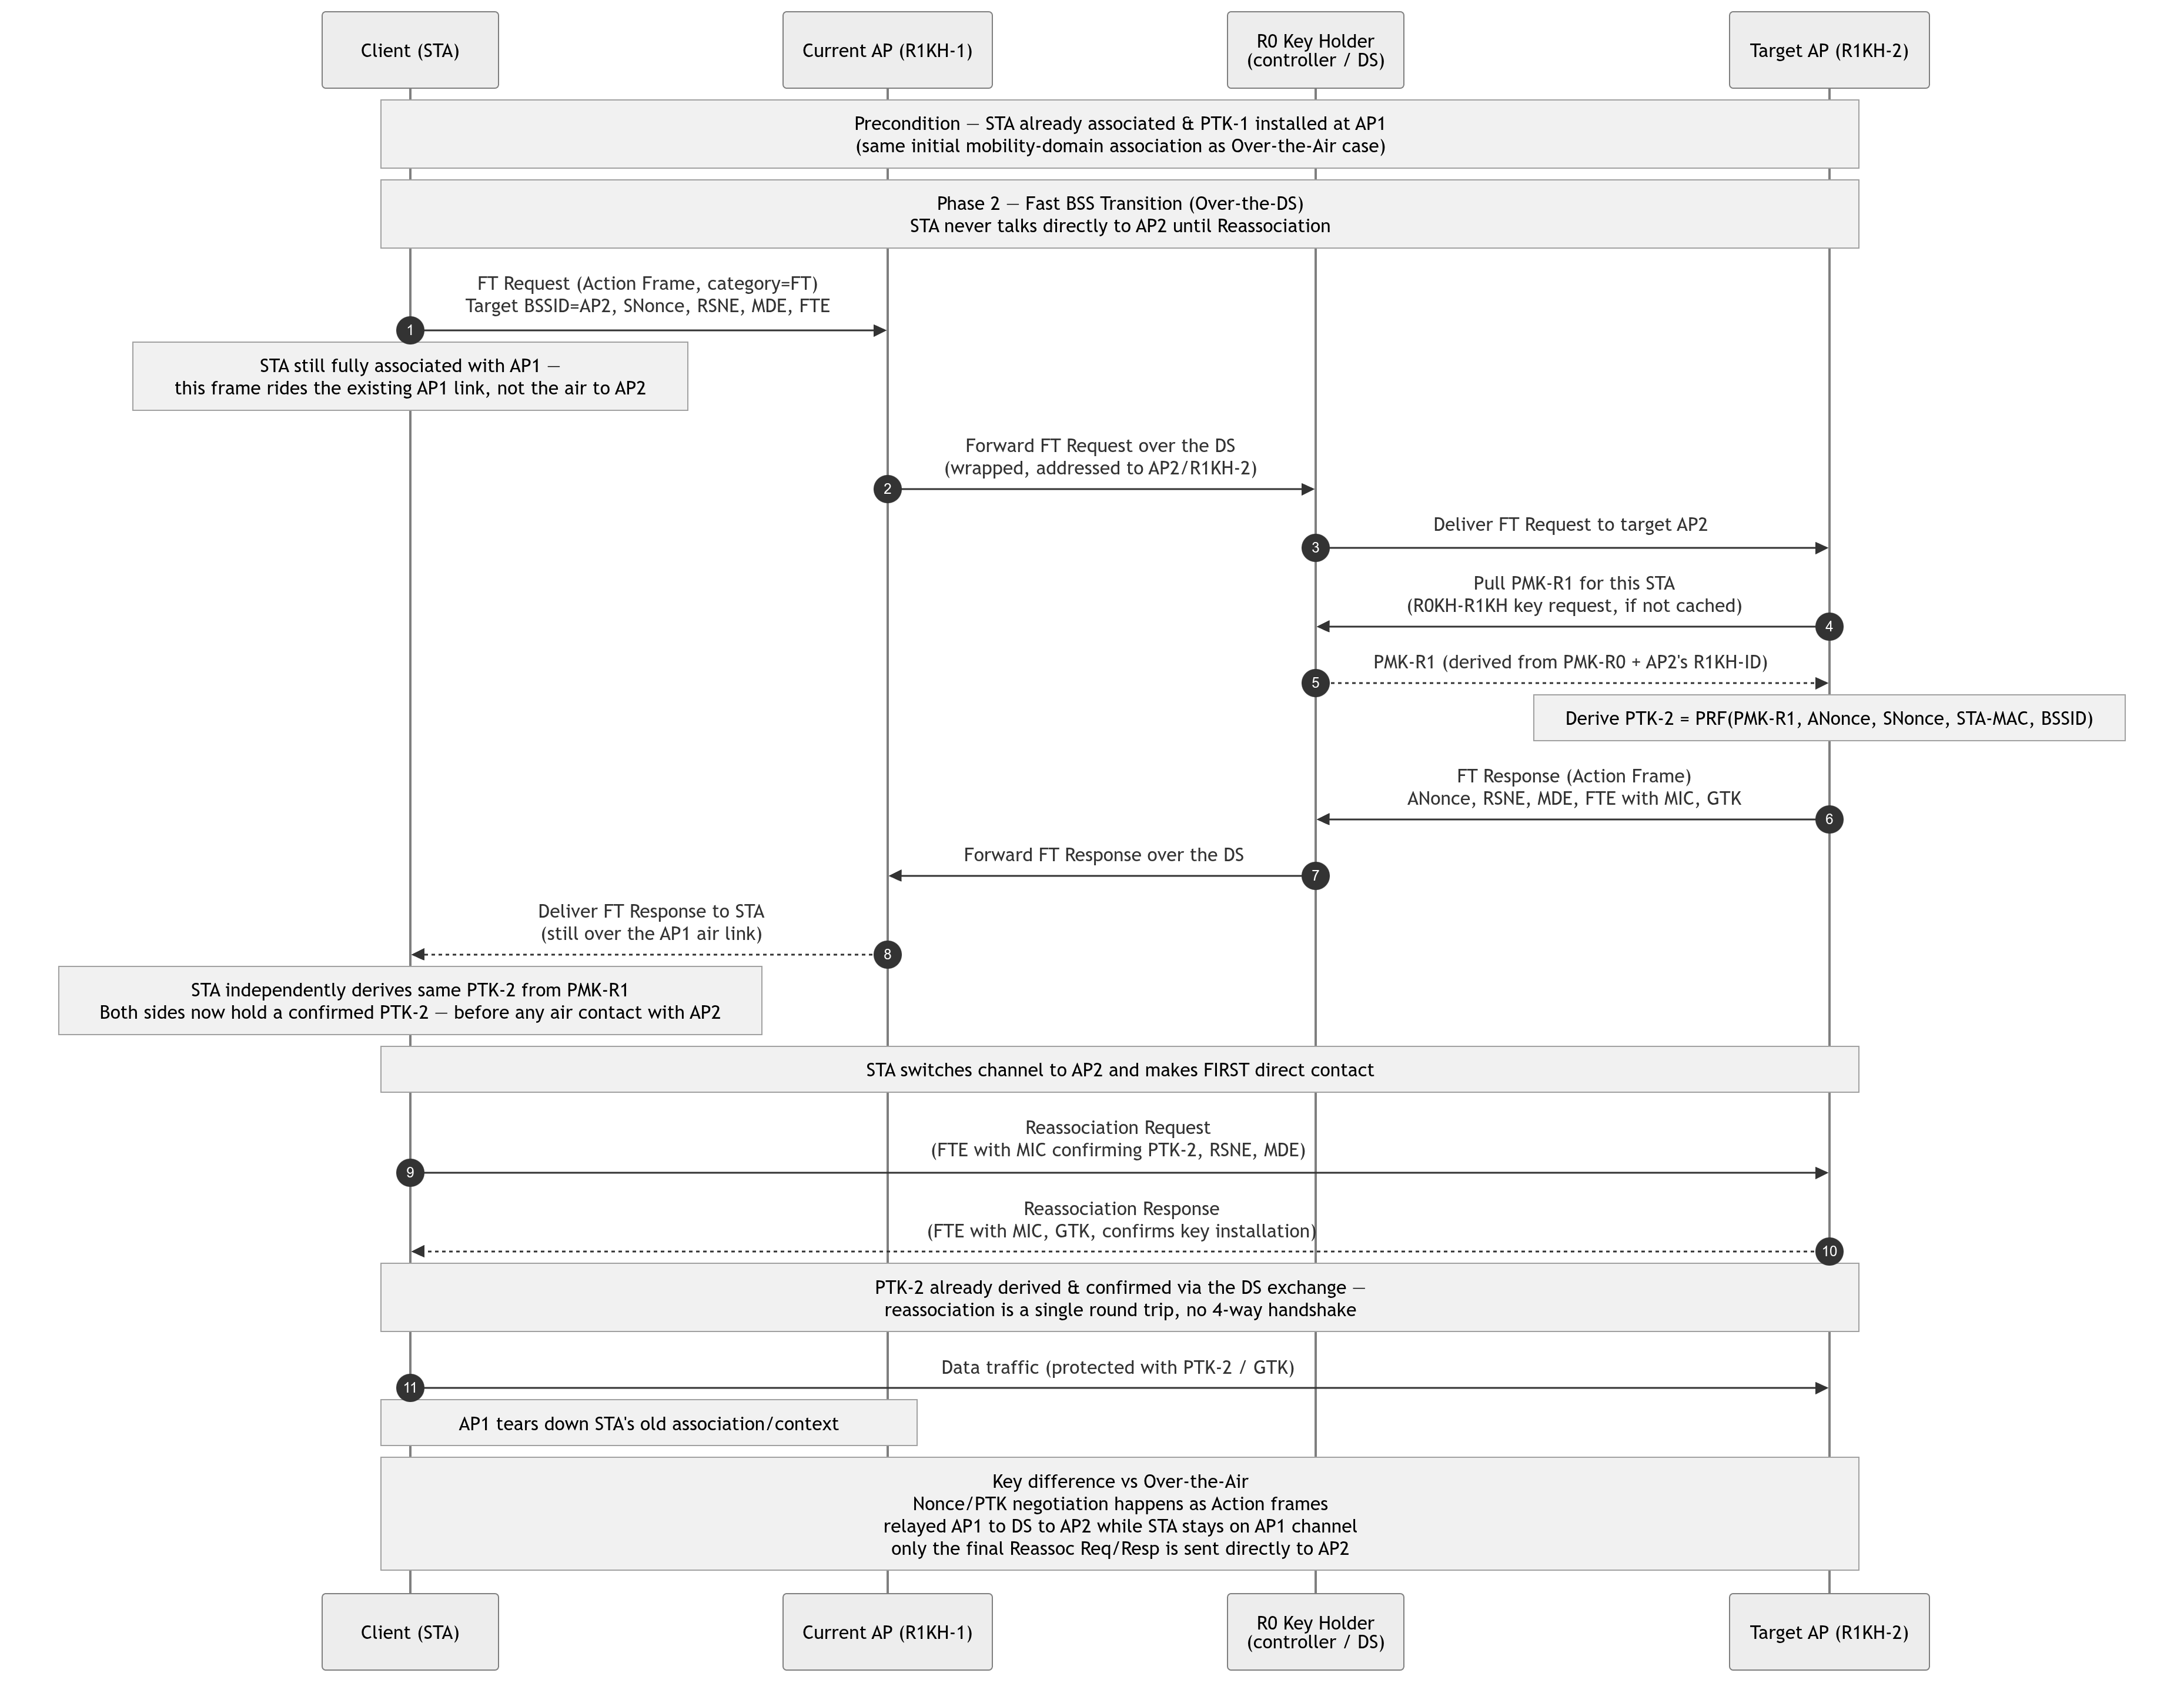 Client (STA)
Current AP (R1KH-1)
R0 Key Holder
(controller / DS)
Target AP (R1KH-2)
Precondition — STA already associated & PTK-1 installed at AP1
(same initial mobility-domain association as Over-the-Air case)
Phase 2 — Fast BSS Transition (Over-the-DS)
STA never talks directly to AP2 until Reassociation
FT Request (Action Frame, category=FT)
Target BSSID=AP2, SNonce, RSNE, MDE, FTE
1
STA still fully associated with AP1 —
this frame rides the existing AP1 link, not the air to AP2
Forward FT Request over the DS
(wrapped, addressed to AP2/R1KH-2)
2
Deliver FT Request to target AP2
3
Pull PMK-R1 for this STA
(R0KH-R1KH key request, if not cached)
4
PMK-R1 (derived from PMK-R0 + AP2's R1KH-ID)
5
Derive PTK-2 = PRF(PMK-R1, ANonce, SNonce, STA-MAC, BSSID)
FT Response (Action Frame)
ANonce, RSNE, MDE, FTE with MIC, GTK
6
Forward FT Response over the DS
7
Deliver FT Response to STA
(still over the AP1 air link)
8
STA independently derives same PTK-2 from PMK-R1
Both sides now hold a confirmed PTK-2 — before any air contact with AP2
STA switches channel to AP2 and makes FIRST direct contact
Reassociation Request
(FTE with MIC confirming PTK-2, RSNE, MDE)
9
Reassociation Response
(FTE with MIC, GTK, confirms key installation)
10
PTK-2 already derived & confirmed via the DS exchange —
reassociation is a single round trip, no 4-way handshake
Data traffic (protected with PTK-2 / GTK)
11
AP1 tears down STA's old association/context
Key difference vs Over-the-Air
Nonce/PTK negotiation happens as Action frames
relayed AP1 to DS to AP2 while STA stays on AP1 channel
only the final Reassoc Req/Resp is sent directly to AP2
Client (STA)
Current AP (R1KH-1)
R0 Key Holder
(controller / DS)
Target AP (R1KH-2)